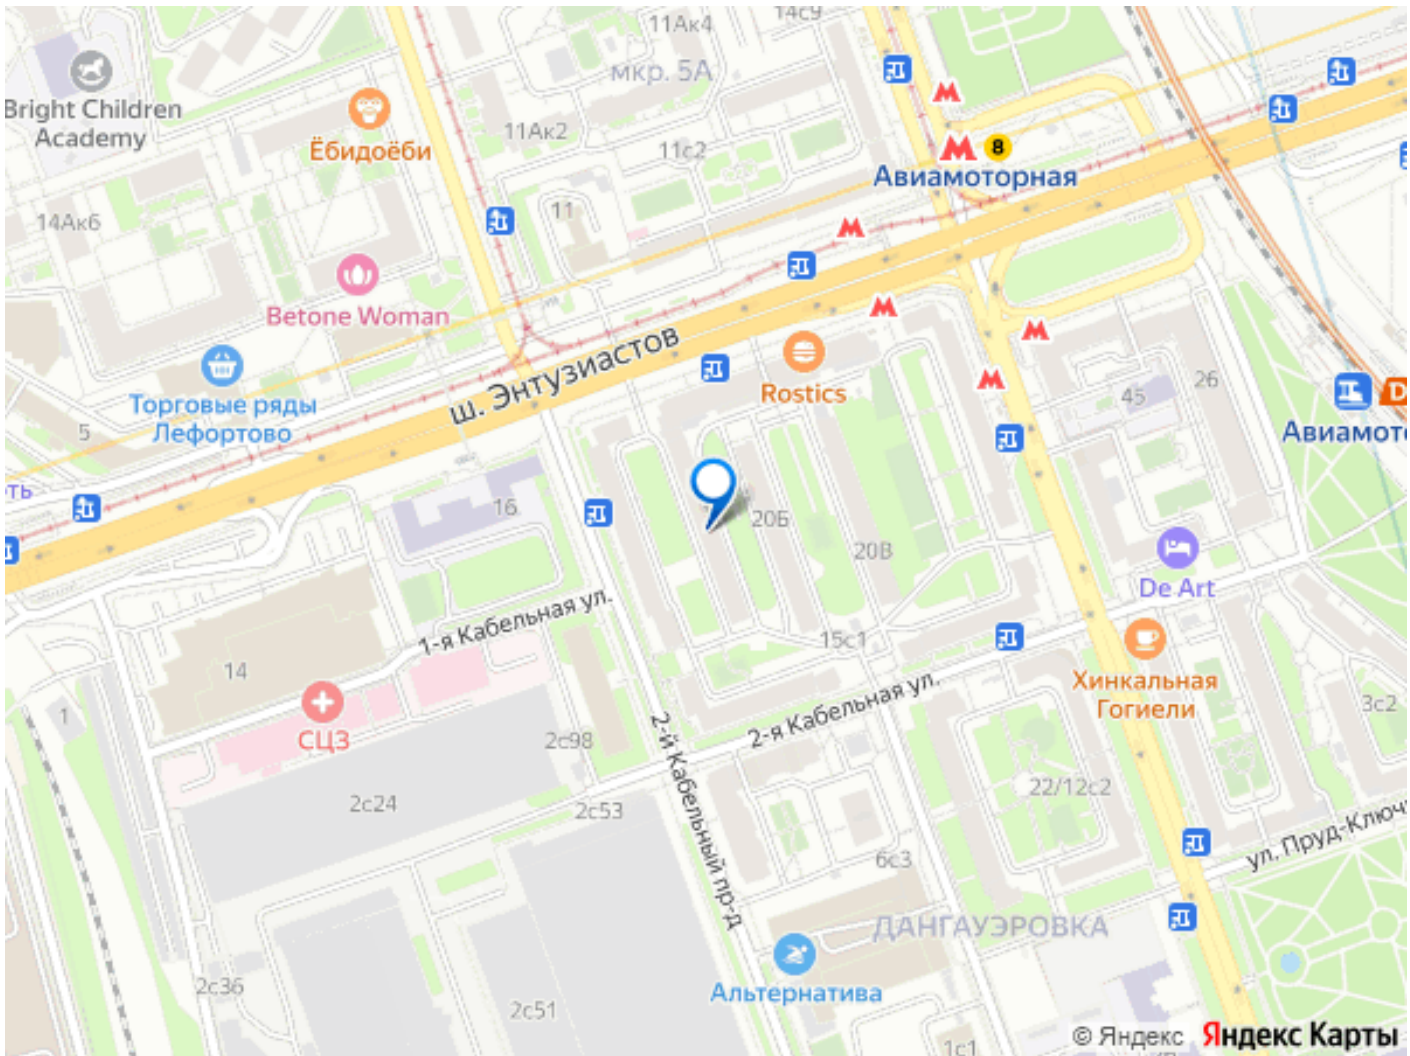 11Ак4
14с9
мкр. 5А
Bright Children
Academy
Ёбидоёби
11Ак2
11с2
8
Авиамоторная
14Ак6
11
Betone Woman
ш. Энтузиастов
Rostics
Торговые ряды
Лефортово
5
45
26
D
Авиамот
ть
16
20Б
20В
De Art
1-я Кабельная ул.
15с1
14
2-я Кабельная ул.
Хинкальная
Гогиели
3с2
1
СЦЗ
2с98
2-й Кабельный пр-д
2с24
2с53
22/12с2
ул. Пруд-Ключ
6с3
ДАНГАУЭРОВКА
2с36
Альтернатива
2с51
1с1
© Яндекс Яндекс Карты